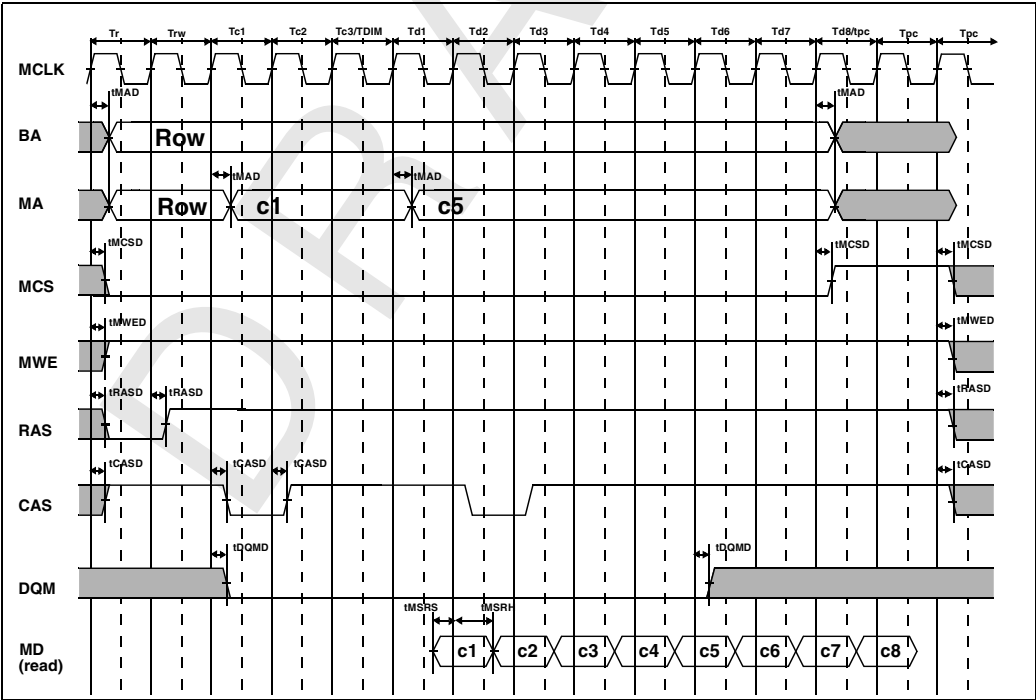 Tr Trw Tc1 Tc2 Tc3/TDIM Td1 Td2 Td3 Td4 Td5 Td6 Td7 Td8/tpc Tpc Tpc
MCLK
tMAD tMAD
BA Row
tMAD tMAD
MA Row c1 c5
tMCSD tMCSD tMCSD
MCS
tMWED tMWED
MWE
tRASD tRASD tRASD
RAS
tCASD tCASD tCASD tCASD
CAS
tDQMD tDQMD
DQM
tMSRS tMSRH
MD c1 c2 c3 c4 c5 c6 c7 c8
(read)
DRA